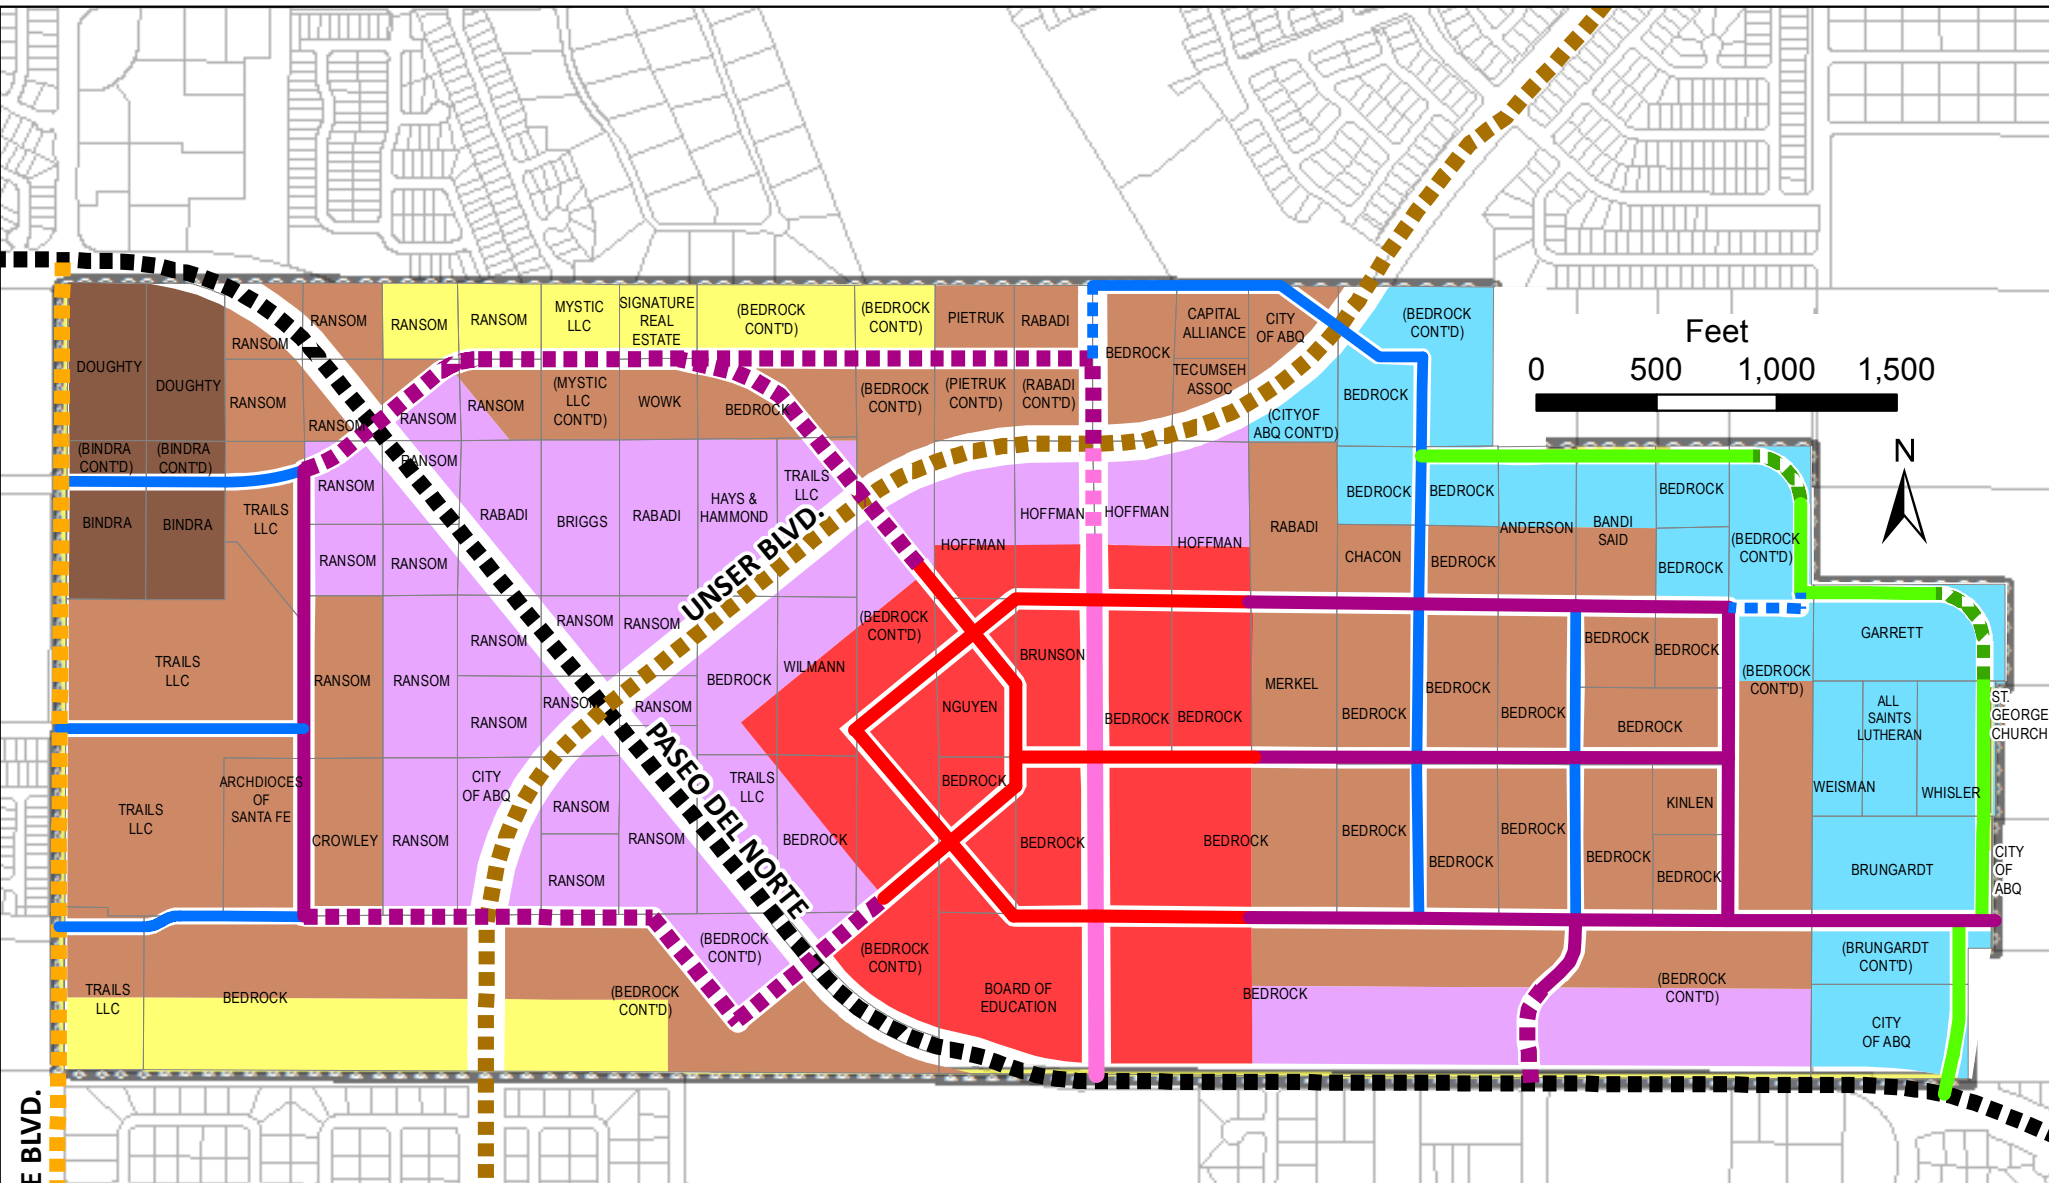 Feet
0 500 1,000 1,500
N
RANSOM
RANSOM
RANSOM
RANSOM
MYSTIC
LLC
SIGNATURE
REAL
ESTATE
(BEDROCK
CONT'D)
(BEDROCK
CONT'D)
PIETRUK
RABADI
BEDROCK
CAPITAL
ALLIANCE
CITY
OF ABQ
(BEDROCK
CONT'D)
DOUGHTY
DOUGHTY
RANSOM
RANSOM
RANSOM
RANSOM
(MYSTIC
LLC
CONT'D)
WOWK
BEDROCK
(BEDROCK
CONT'D)
(PIETRUK
CONT'D)
(RABADI
CONT'D)
TECUMSEH
ASSOC
(CITYOF
ABQ CONT'D)
BEDROCK
(BINDRA
CONT'D)
(BINDRA
CONT'D)
RANSOM
RANSOM
BINDRA
BINDRA
TRAILS
LLC
RABADI
BRIGGS
RABADI
HAYS &
HAMMOND
TRAILS
LLC
HOFFMAN
HOFFMAN
HOFFMAN
HOFFMAN
RABADI
BEDROCK
BEDROCK
ANDERSON
BANDI
SAID
BEDROCK
(BEDROCK
CONT'D)
CHACON
BEDROCK
BEDROCK
RANSOM
RANSOM
UNSER BLVD.
RANSOM
RANSOM
RANSOM
(BEDROCK
CONT'D)
TRAILS
LLC
RANSOM
RANSOM
BEDROCK
WILMANN
BRUNSON
MERKEL
BEDROCK
BEDROCK
BEDROCK
GARRETT
(BEDROCK
CONT'D)
RANSOM
RANSOM
RANSOM
NGUYEN
BEDROCK
BEDROCK
BEDROCK
BEDROCK
BEDROCK
ALL
SAINTS
LUTHERAN
ST.
GEORGE
CHURCH
PASEO DEL NORTE
TRAILS
LLC
ARCHDIOCES
OF
SANTA FE
CROWLEY
RANSOM
CITY
OF ABQ
RANSOM
RANSOM
RANSOM
TRAILS
LLC
BEDROCK
BEDROCK
BEDROCK
BEDROCK
BEDROCK
BEDROCK
BEDROCK
BEDROCK
KINLEN
BEDROCK
WEISMAN
WHISLER
BRUNGARDT
CITY
OF
ABQ
TRAILS
LLC
BEDROCK
(BEDROCK
CONT'D)
(BEDROCK
CONT'D)
(BEDROCK
CONT'D)
BOARD OF
EDUCATION
BEDROCK
(BEDROCK
CONT'D)
(BRUNGARDT
CONT'D)
CITY
OF ABQ
E BLVD.